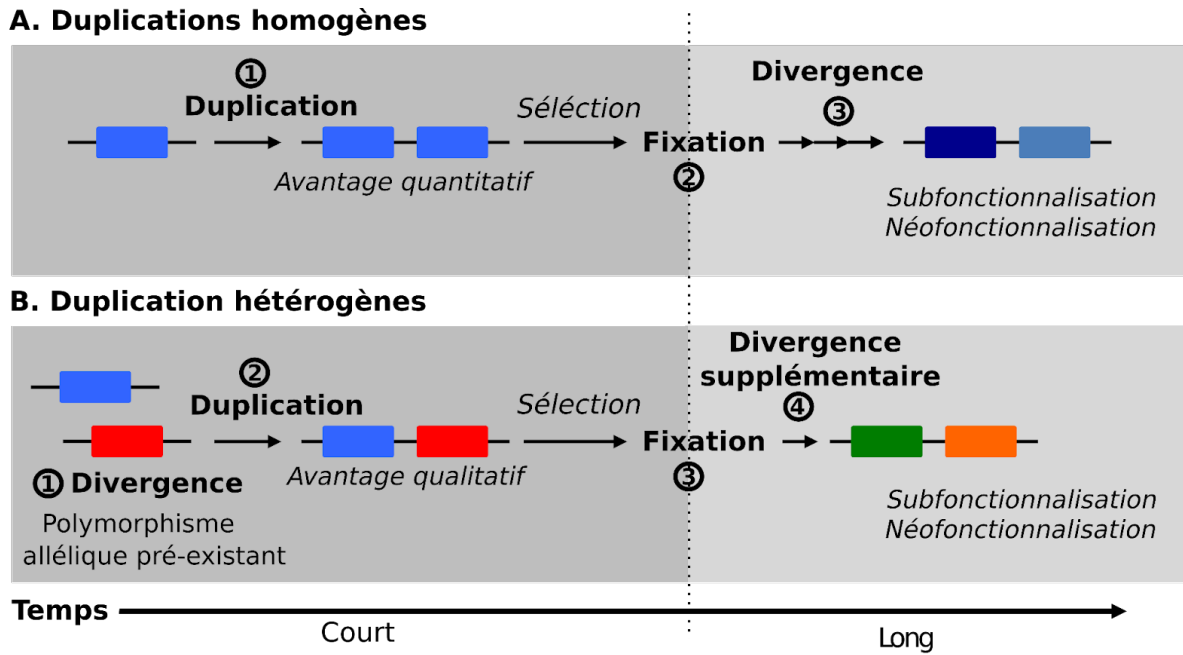 A. Duplications homogènes
①
Duplication
Avantage quantitatif
Séléction
Fixation
②
Divergence
③
Subfonctionnalisation
Néofonctionnalisation
B. Duplication hétérogènes
① Divergence
Polymorphisme
allélique pré-existant
②
Duplication
Avantage qualitatif
Sélection
Fixation
③
Divergence
supplémentaire
④
Subfonctionnalisation
Néofonctionnalisation
Temps
Court
Long